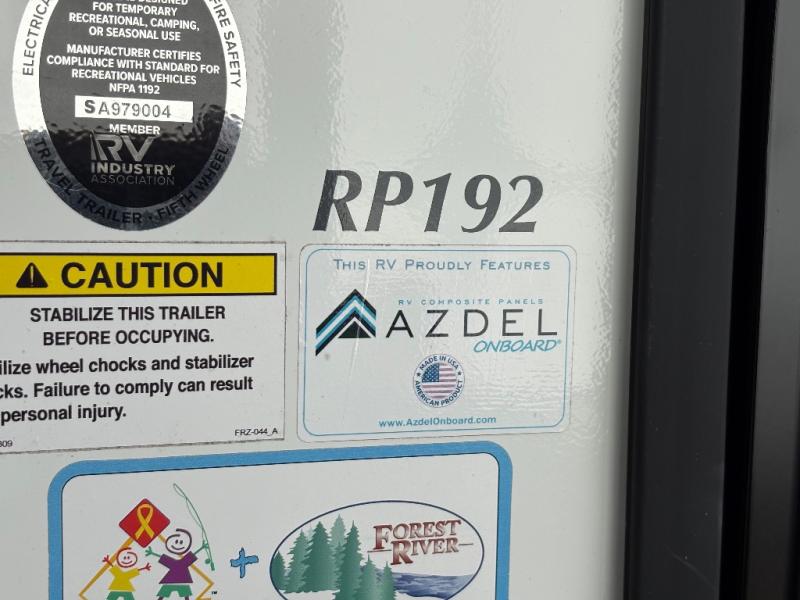 ELECTRICAL
FIRE SAFETY
FOR TEMPORARY
RECREATIONAL, CAMPING,
OR SEASONAL USE
MANUFACTURER CERTIFIES
COMPLIANCE WITH STANDARD FOR
RECREATIONAL VEHICLES
NFPA 1192
SA979004
MEMBER
RV
INDUSTRY
ASSOCIATION
TRAVEL TRAILER • FIFTH WHEEL
RP192
CAUTION
STABILIZE THIS TRAILER
BEFORE OCCUPYING.
ilize wheel chocks and stabilizer
cks. Failure to comply can result
personal injury.
FRZ-044_A
809
THIS RV PROUDLY FEATURES
RV COMPOSITE PANELS
AZDEL
ONBOARD®
MADE IN USA
AMERICAN PRODUCT
www.AzdelOnboard.com
+
FOREST
RIVER
TM